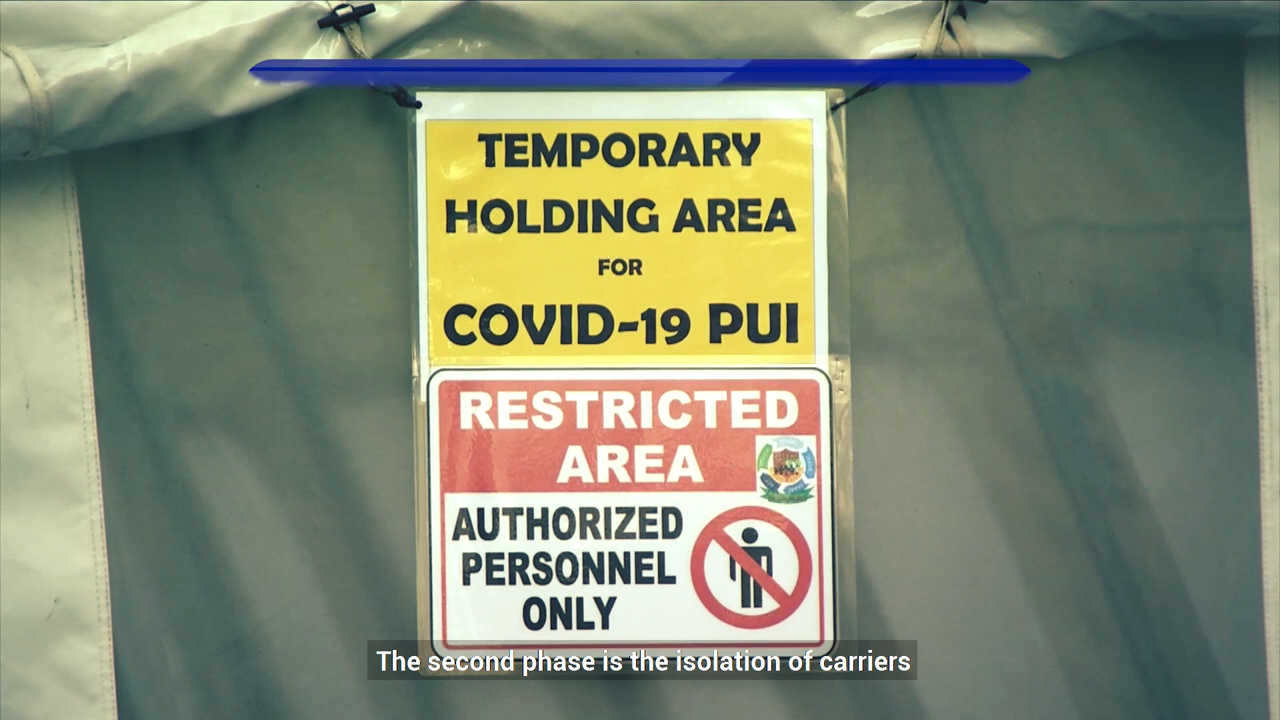 TEMPORARY
HOLDING AREA
FOR
COVID-19 PUI
RESTRICTED
AREA
AUTHORIZED
PERSONNEL
ONLY
The second phase is the isolation of carriers